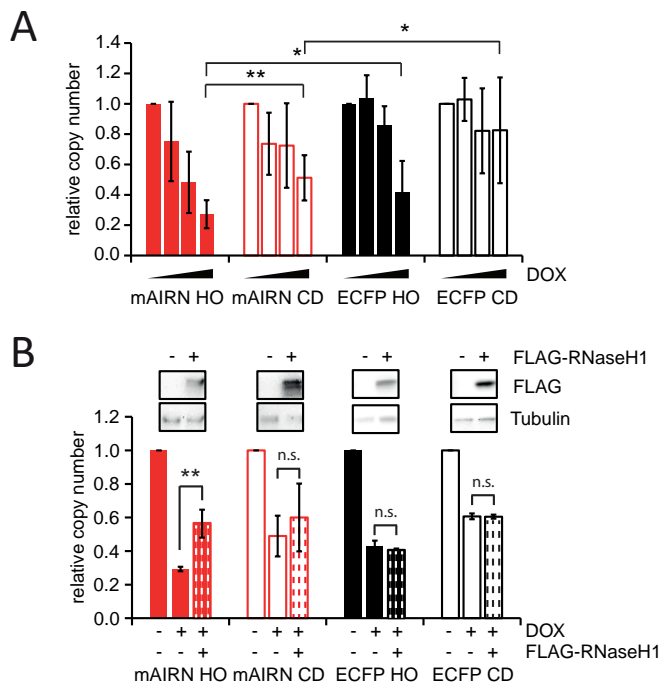 A
*
*
**
relative copy number
1.4
1.2
1.0
0.8
0.6
0.4
0.2
0.0
DOX
mAIRN HO mAIRN CD ECFP HO ECFP CD
B
- + - + - + - + FLAG-RNaseH1
FLAG
Tubulin
relative copy number
1.0
0.8
0.6
0.4
0.2
0.0
** n.s. n.s. n.s.
- + + - + + - + + - + + DOX
- - + - - + - - + - - + FLAG-RNaseH1
mAIRN HO mAIRN CD ECFP HO ECFP CD